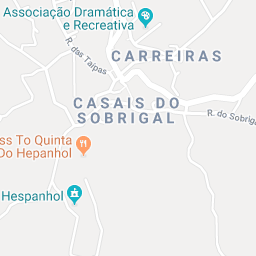 Associação Dramática
e Recreativa
R. das Taipas
CARREIRAS
CASAIS DO
SOBRIGAL
R. do Sobrig
ss To Quinta
Do Hepanhol
Hespanhol